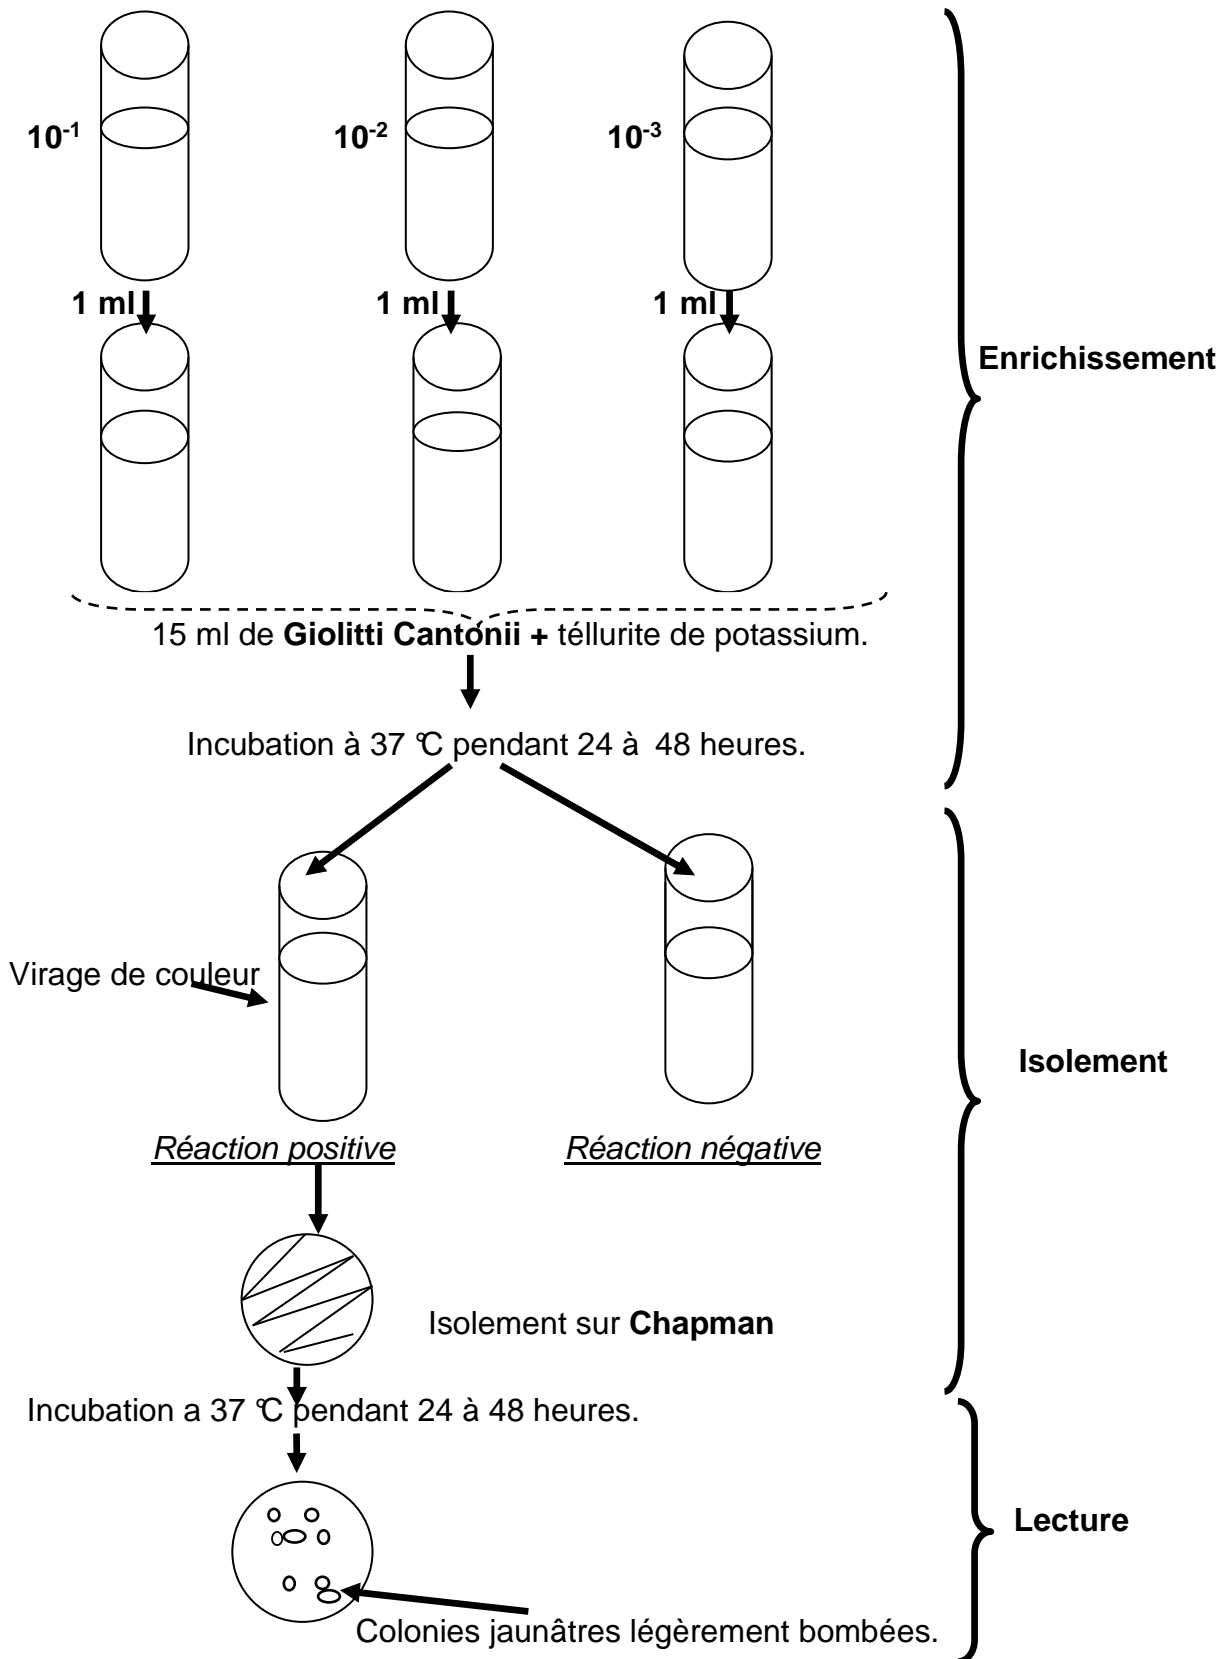 10⁻¹ 10⁻² 10⁻³
1 ml 1 ml 1 ml
Enrichissement
15 ml de Giolitti Cantonii + téllurite de potassium.
Incubation à 37 °C pendant 24 à 48 heures.
Virage de couleur
Isolement
Réaction positive Réaction négative
Isolement sur Chapman
Incubation a 37 °C pendant 24 à 48 heures.
Lecture
Colonies jaunâtres légèrement bombées.